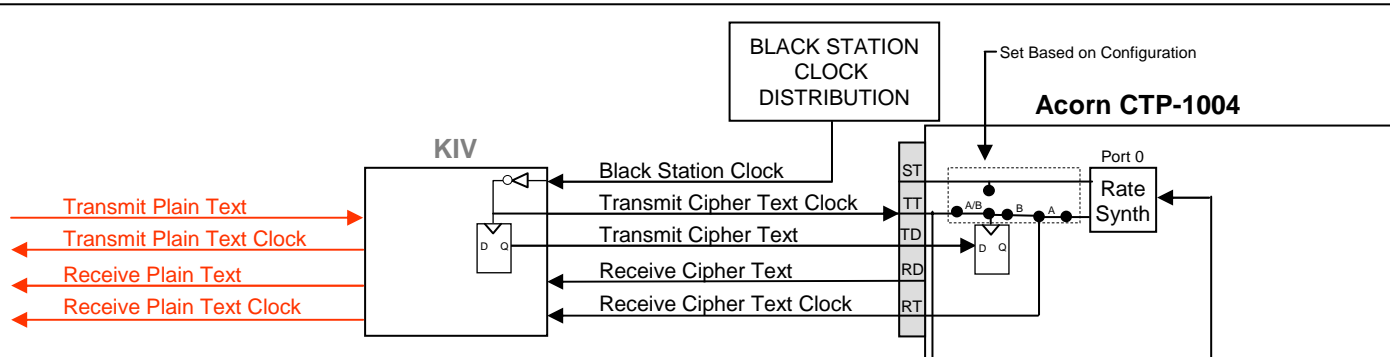 BLACK STATION
CLOCK
DISTRIBUTION
Set Based on Configuration
Acorn CTP-1004
KIV
Port 0
Rate
Synth
Black Station Clock
ST
Transmit Plain Text
Transmit Cipher Text Clock
TT
A/B
B
A
Transmit Plain Text Clock
Transmit Cipher Text
TD
D Q
D Q
Receive Plain Text
Receive Cipher Text
RD
Receive Plain Text Clock
Receive Cipher Text Clock
RT